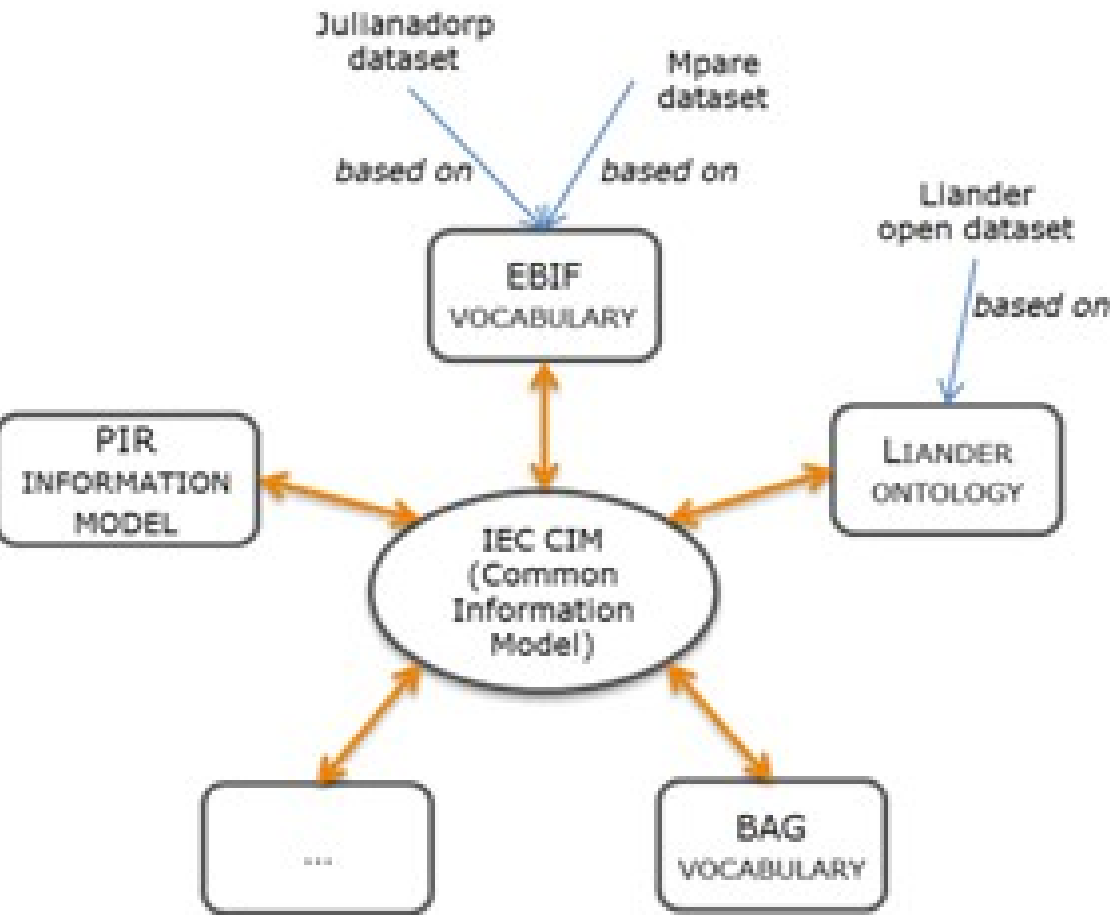 Julianadorp
dataset
Mpare
dataset
based on
based on
Liander
open dataset
based on
EBIF
VOCABULARY
PIR
INFORMATION
MODEL
LIANDER
ONTOLOGY
IEC CIM
(Common
Information
Model)
...
BAG
VOCABULARY